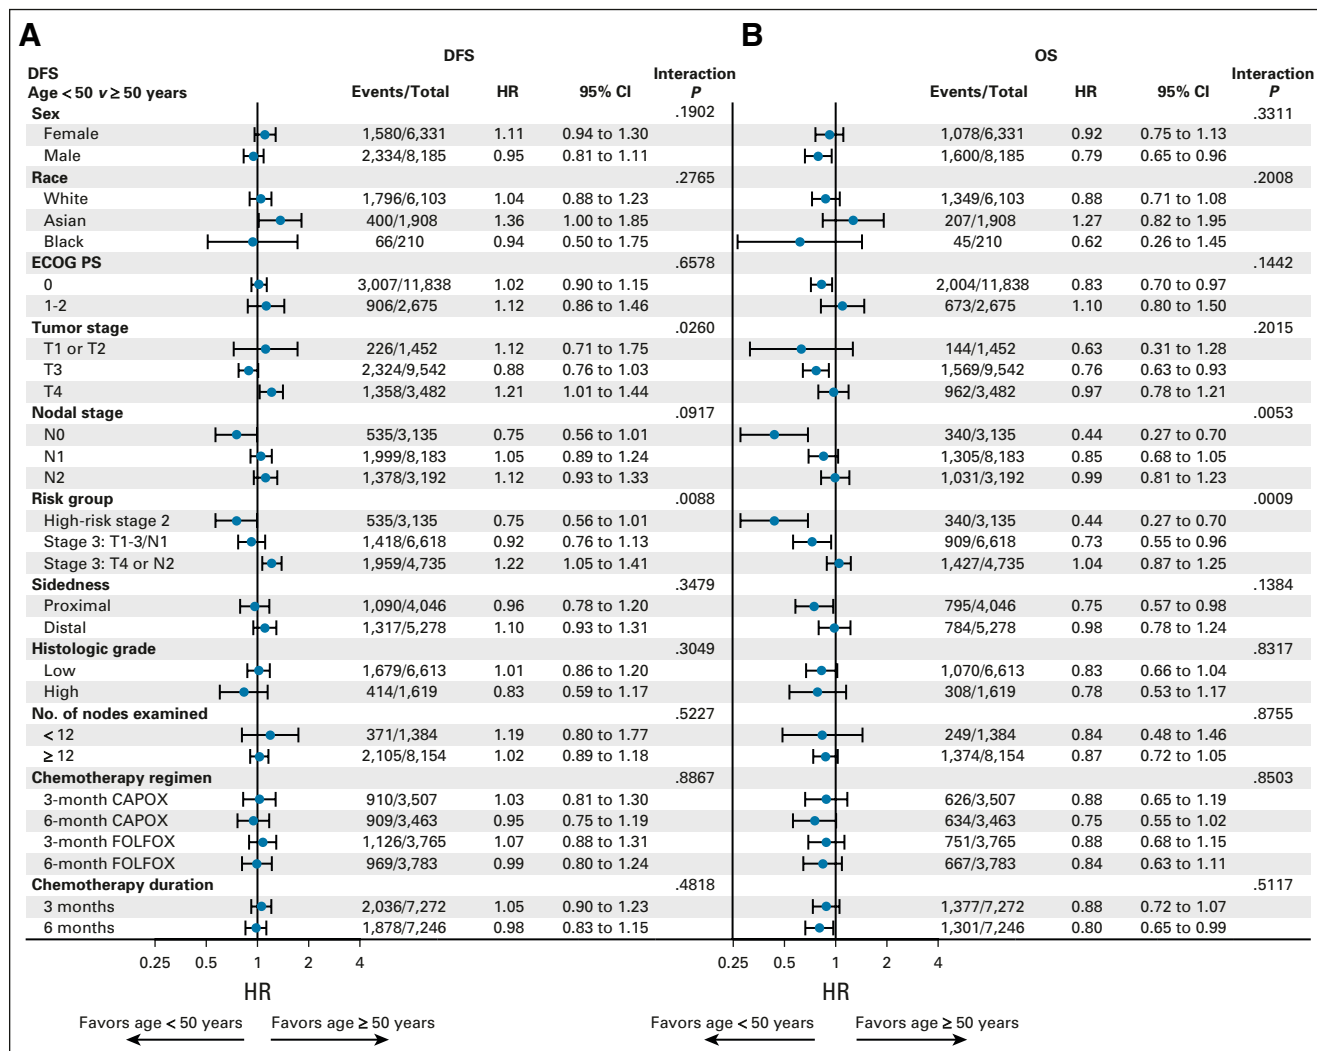 A B
DFS OS
DFS Interaction Interaction
Age < 50 v ≥ 50 years Events/Total HR 95% CI P Events/Total HR 95% CI P
Sex .1902 .3311
Female 1,580/6,331 1.11 0.94 to 1.30 1,078/6,331 0.92 0.75 to 1.13
Male 2,334/8,185 0.95 0.81 to 1.11 1,600/8,185 0.79 0.65 to 0.96
Race .2765 .2008
White 1,796/6,103 1.04 0.88 to 1.23 1,349/6,103 0.88 0.71 to 1.08
Asian 400/1,908 1.36 1.00 to 1.85 207/1,908 1.27 0.82 to 1.95
Black 66/210 0.94 0.50 to 1.75 45/210 0.62 0.26 to 1.45
ECOG PS .6578 .1442
0 3,007/11,838 1.02 0.90 to 1.15 2,004/11,838 0.83 0.70 to 0.97
1-2 906/2,675 1.12 0.86 to 1.46 673/2,675 1.10 0.80 to 1.50
Tumor stage .0260 .2015
T1 or T2 226/1,452 1.12 0.71 to 1.75 144/1,452 0.63 0.31 to 1.28
T3 2,324/9,542 0.88 0.76 to 1.03 1,569/9,542 0.76 0.63 to 0.93
T4 1,358/3,482 1.21 1.01 to 1.44 962/3,482 0.97 0.78 to 1.21
Nodal stage .0917 .0053
N0 535/3,135 0.75 0.56 to 1.01 340/3,135 0.44 0.27 to 0.70
N1 1,999/8,183 1.05 0.89 to 1.24 1,305/8,183 0.85 0.68 to 1.05
N2 1,378/3,192 1.12 0.93 to 1.33 1,031/3,192 0.99 0.81 to 1.23
Risk group .0088 .0009
High-risk stage 2 535/3,135 0.75 0.56 to 1.01 340/3,135 0.44 0.27 to 0.70
Stage 3: T1-3/N1 1,418/6,618 0.92 0.76 to 1.13 909/6,618 0.73 0.55 to 0.96
Stage 3: T4 or N2 1,959/4,735 1.22 1.05 to 1.41 1,427/4,735 1.04 0.87 to 1.25
Sidedness .3479 .1384
Proximal 1,090/4,046 0.96 0.78 to 1.20 795/4,046 0.75 0.57 to 0.98
Distal 1,317/5,278 1.10 0.93 to 1.31 784/5,278 0.98 0.78 to 1.24
Histologic grade .3049 .8317
Low 1,679/6,613 1.01 0.86 to 1.20 1,070/6,613 0.83 0.66 to 1.04
High 414/1,619 0.83 0.59 to 1.17 308/1,619 0.78 0.53 to 1.17
No. of nodes examined .5227 .8755
< 12 371/1,384 1.19 0.80 to 1.77 249/1,384 0.84 0.48 to 1.46
≥ 12 2,105/8,154 1.02 0.89 to 1.18 1,374/8,154 0.87 0.72 to 1.05
Chemotherapy regimen .8867 .8503
3-month CAPOX 910/3,507 1.03 0.81 to 1.30 626/3,507 0.88 0.65 to 1.19
6-month CAPOX 909/3,463 0.95 0.75 to 1.19 634/3,463 0.75 0.55 to 1.02
3-month FOLFOX 1,126/3,765 1.07 0.88 to 1.31 751/3,765 0.88 0.68 to 1.15
6-month FOLFOX 969/3,783 0.99 0.80 to 1.24 667/3,783 0.84 0.63 to 1.11
Chemotherapy duration .4818 .5117
3 months 2,036/7,272 1.05 0.90 to 1.23 1,377/7,272 0.88 0.72 to 1.07
6 months 1,878/7,246 0.98 0.83 to 1.15 1,301/7,246 0.80 0.65 to 0.99
0.25 0.5 1 2 4 0.25 0.5 1 2 4
HR HR
Favors age < 50 years Favors age ≥ 50 years Favors age < 50 years Favors age ≥ 50 years